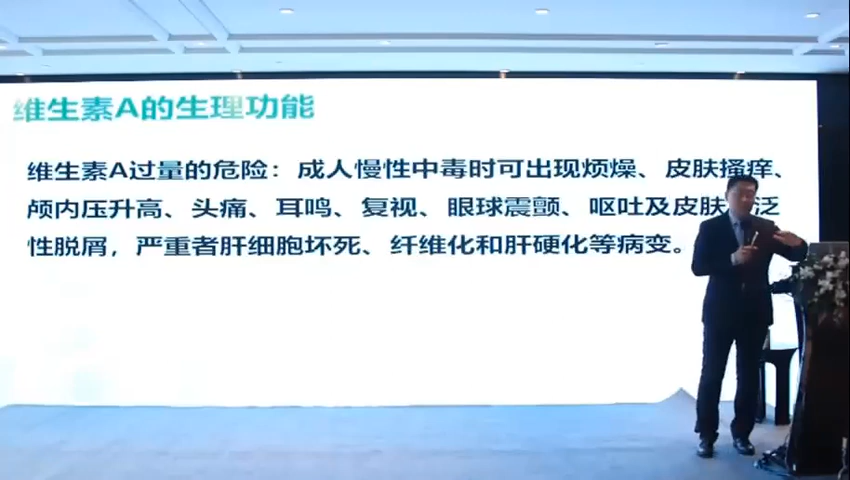 维生素A的生理功能
维生素A过量的危险：成人慢性中毒时可出现烦燥、皮肤搔痒、
颅内压升高、头痛、耳鸣、复视、眼球震颤、呕吐及皮肤 泛
性脱屑，严重者肝细胞坏死、纤维化和肝硬化等病变。